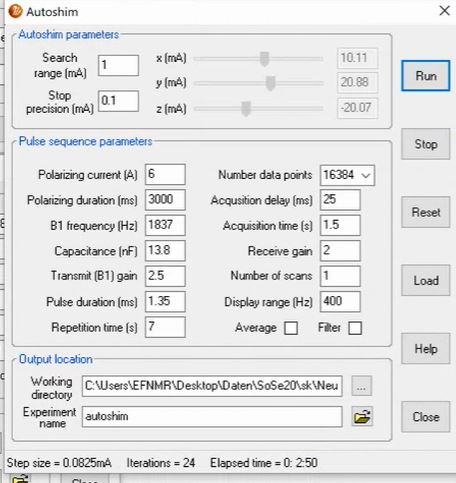 Autoshim
Autoshim parameters
Search range (mA) 1
Stop precision (mA) 0.1
x (mA) 10.11
y (mA) 20.88
z (mA) -20.07
Run
Stop
Reset
Load
Help
Close
Pulse sequence parameters
Polarizing current (A) 6
Polarizing duration (ms) 3000
B1 frequency (Hz) 1837
Capacitance (nF) 13.8
Transmit (B1) gain 2.5
Pulse duration (ms) 1.35
Repetition time (s) 7
Number data points 16384
Acqusition delay (ms) 25
Acquisition time (s) 1.5
Receive gain 2
Number of scans 1
Display range (Hz) 400
Average
Filter
Output location
Working directory C:\Users\EFNMR\Desktop\Daten\SoSe20\sk\Neu
...
Experiment name autoshim
Step size = 0.0825mA Iterations = 24 Elapsed time = 0: 2:50